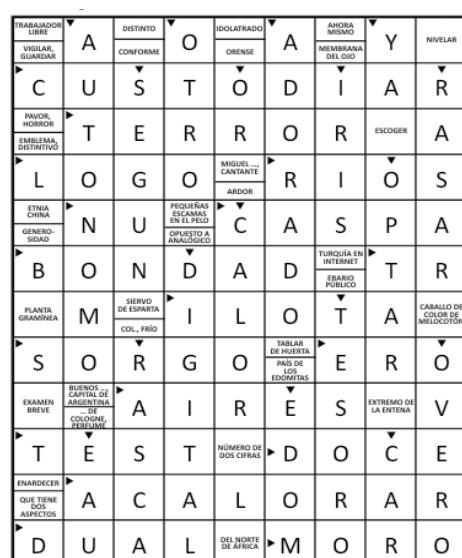 TRABAJADOR LIBRE
VIGILAR, GUARDAR
A
DISTINTO
CONFORME
O
IDOLATRADO
ORENSE
A
AHORA MISMO
MEMBRANA DEL OJO
Y
NIVELAR
C U S T O D I A R
PAVOR, HORROR
EMBLEMA, DISTINTIVO
T E R R O R
ESCOGER
A
L O G O
MIGUEL ..., CANTANTE
ARDOR
R I O S
ETNIA CHINA
GENERO-SIDAD
N U
PEQUEÑAS ESCAMAS EN EL PELO
OPUESTO A ANALÓGICO
C A S P A
B O N D A D
TURQUÍA EN INTERNET
ERARIO PÚBLICO
T R
PLANTA GRAMÍNEA
M
SIERVO DE ESPARTA
COL., FRÍO
I L O T A
CABALLO DE COLOR DE MELOCOTÓN
S O R G O
TABLAR DE HUERTA
PAÍS DE LOS EDOMITAS
E R O
EXAMEN BREVE
BUENOS ..., CAPITAL DE ARGENTINA
... DE COLOGNE, PERFUME
A I R E S
EXTREMO DE LA ENTENA
V
T E S T
NÚMERO DE DOS CIFRAS
D O C E
ENARDECER
QUE TIENE DOS ASPECTOS
A C A L O R A R
D U A L
DEL NORTE DE ÁFRICA
M O R O